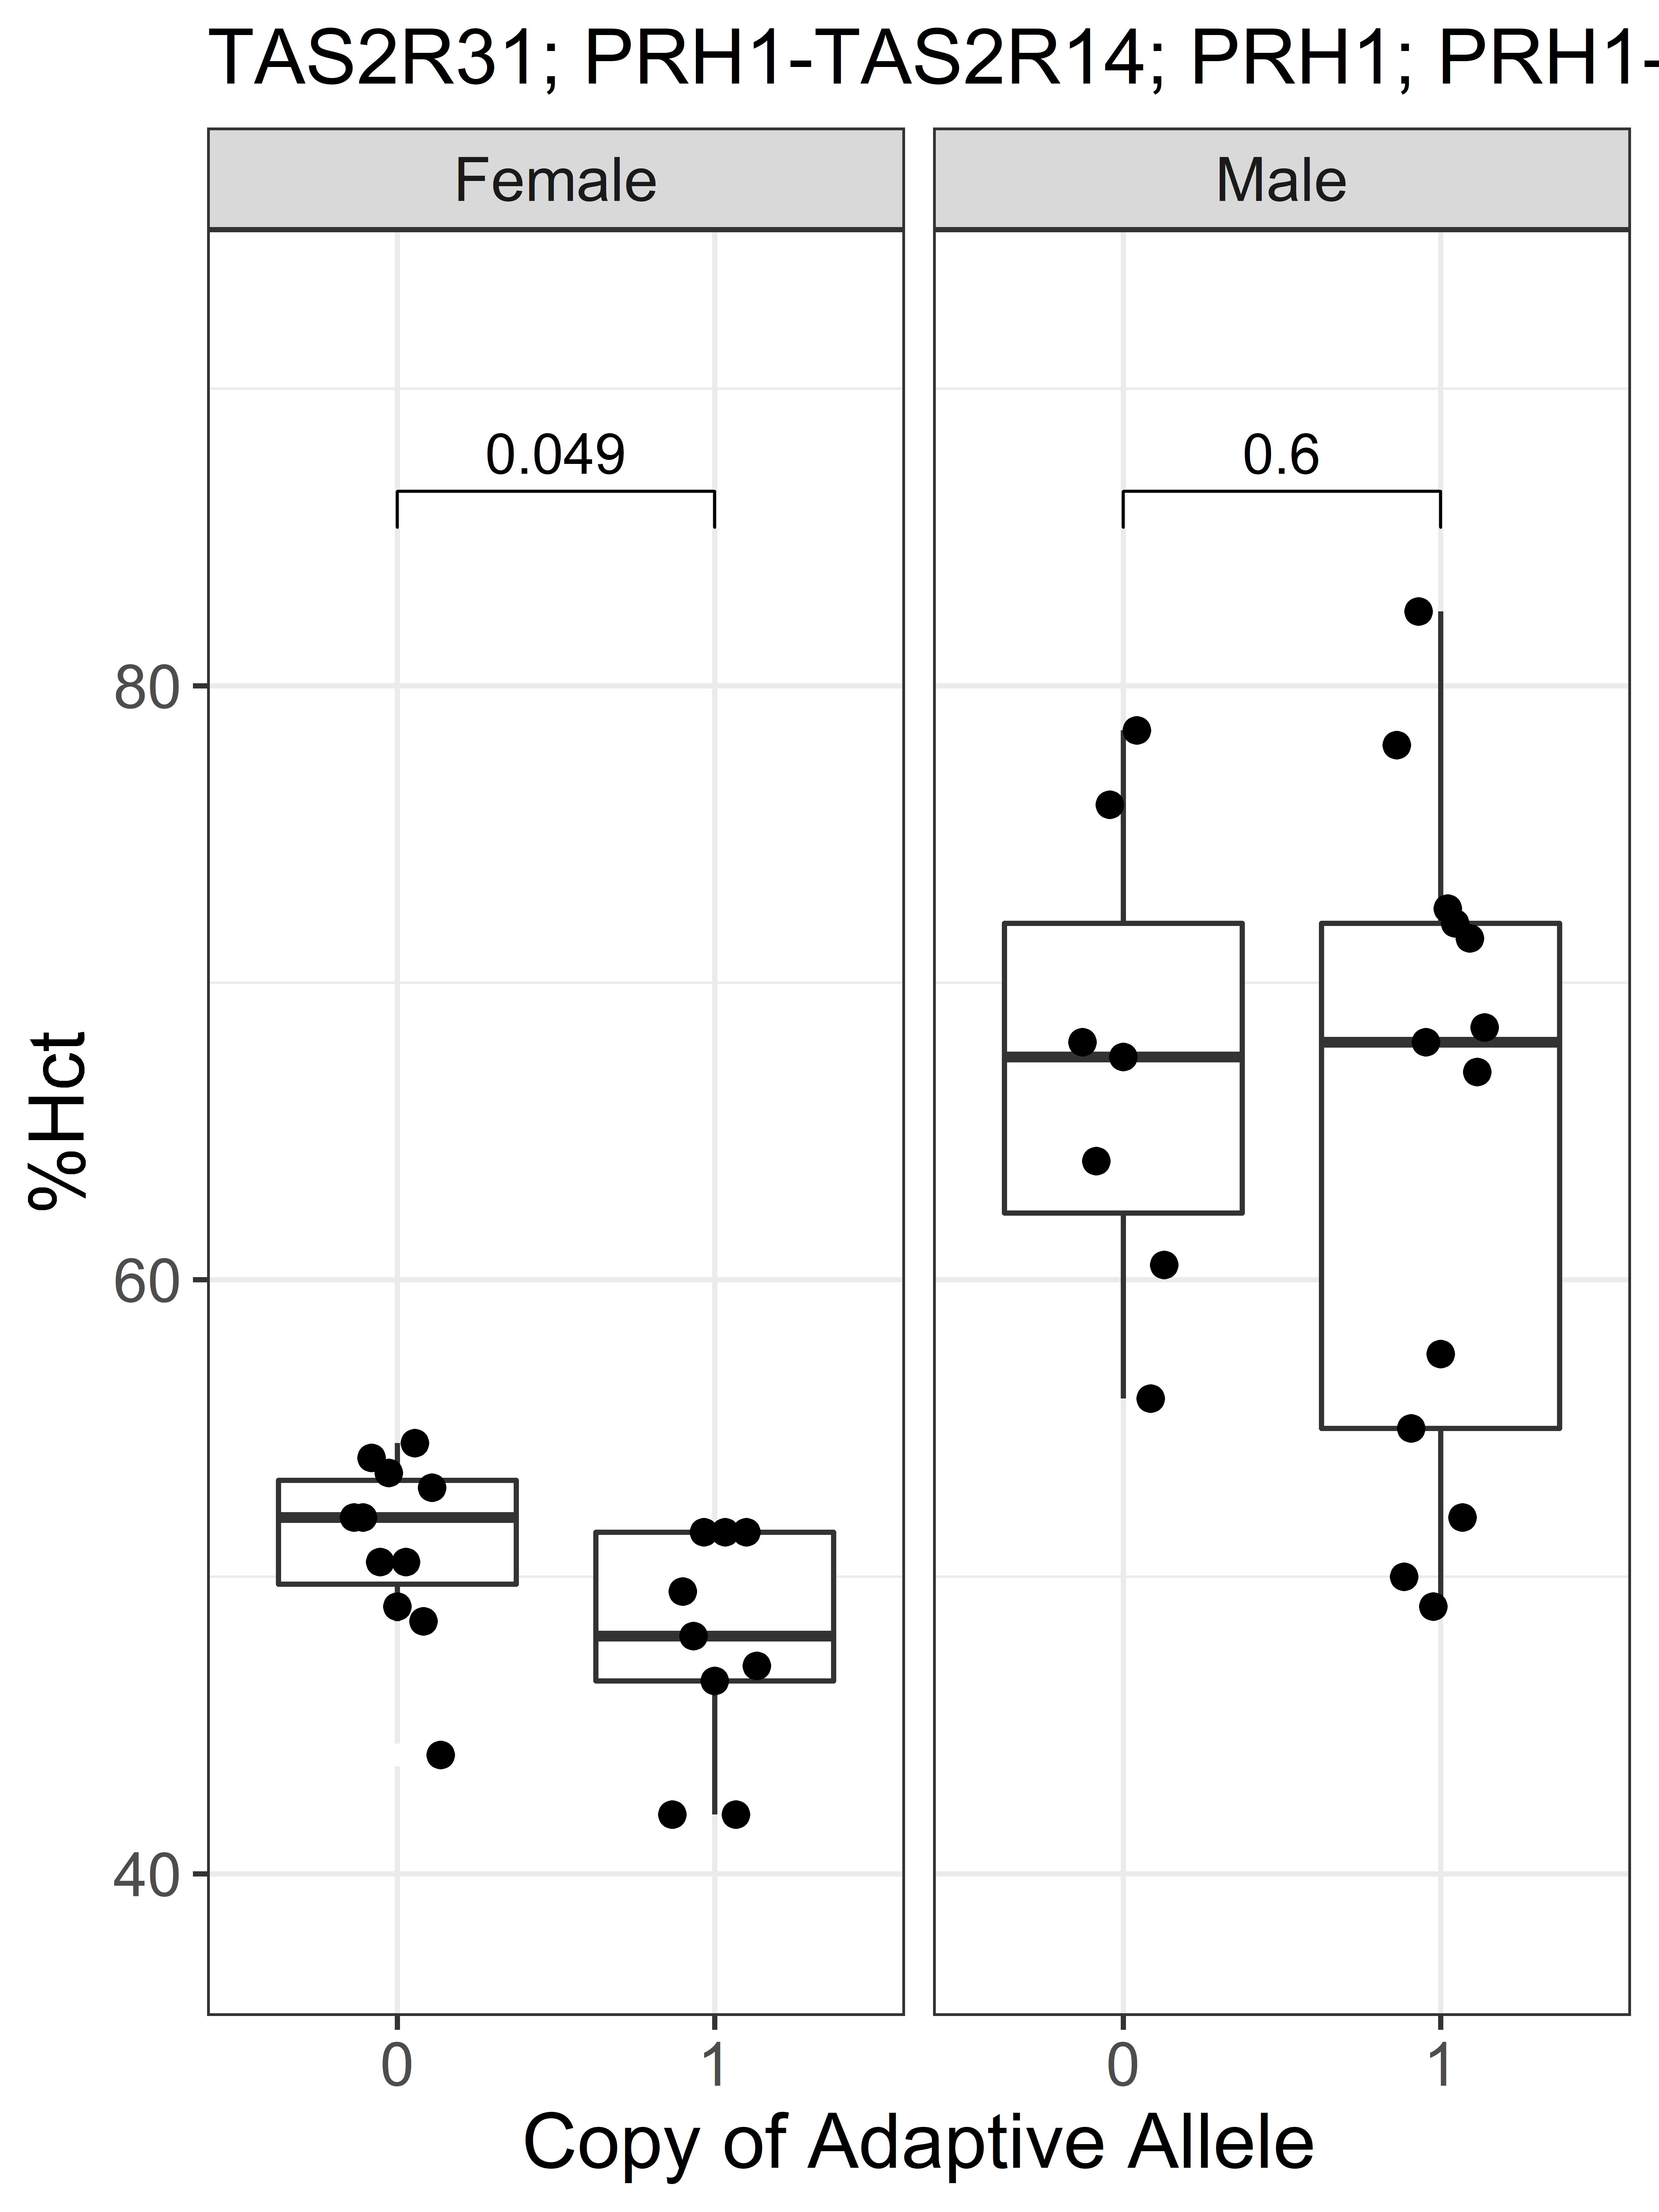 TAS2R31; PRH1-TAS2R14; PRH1; PRH1-
Female
Male
0.049
0.6
80
60
40
%Hct
0
1
0
1
Copy of Adaptive Allele